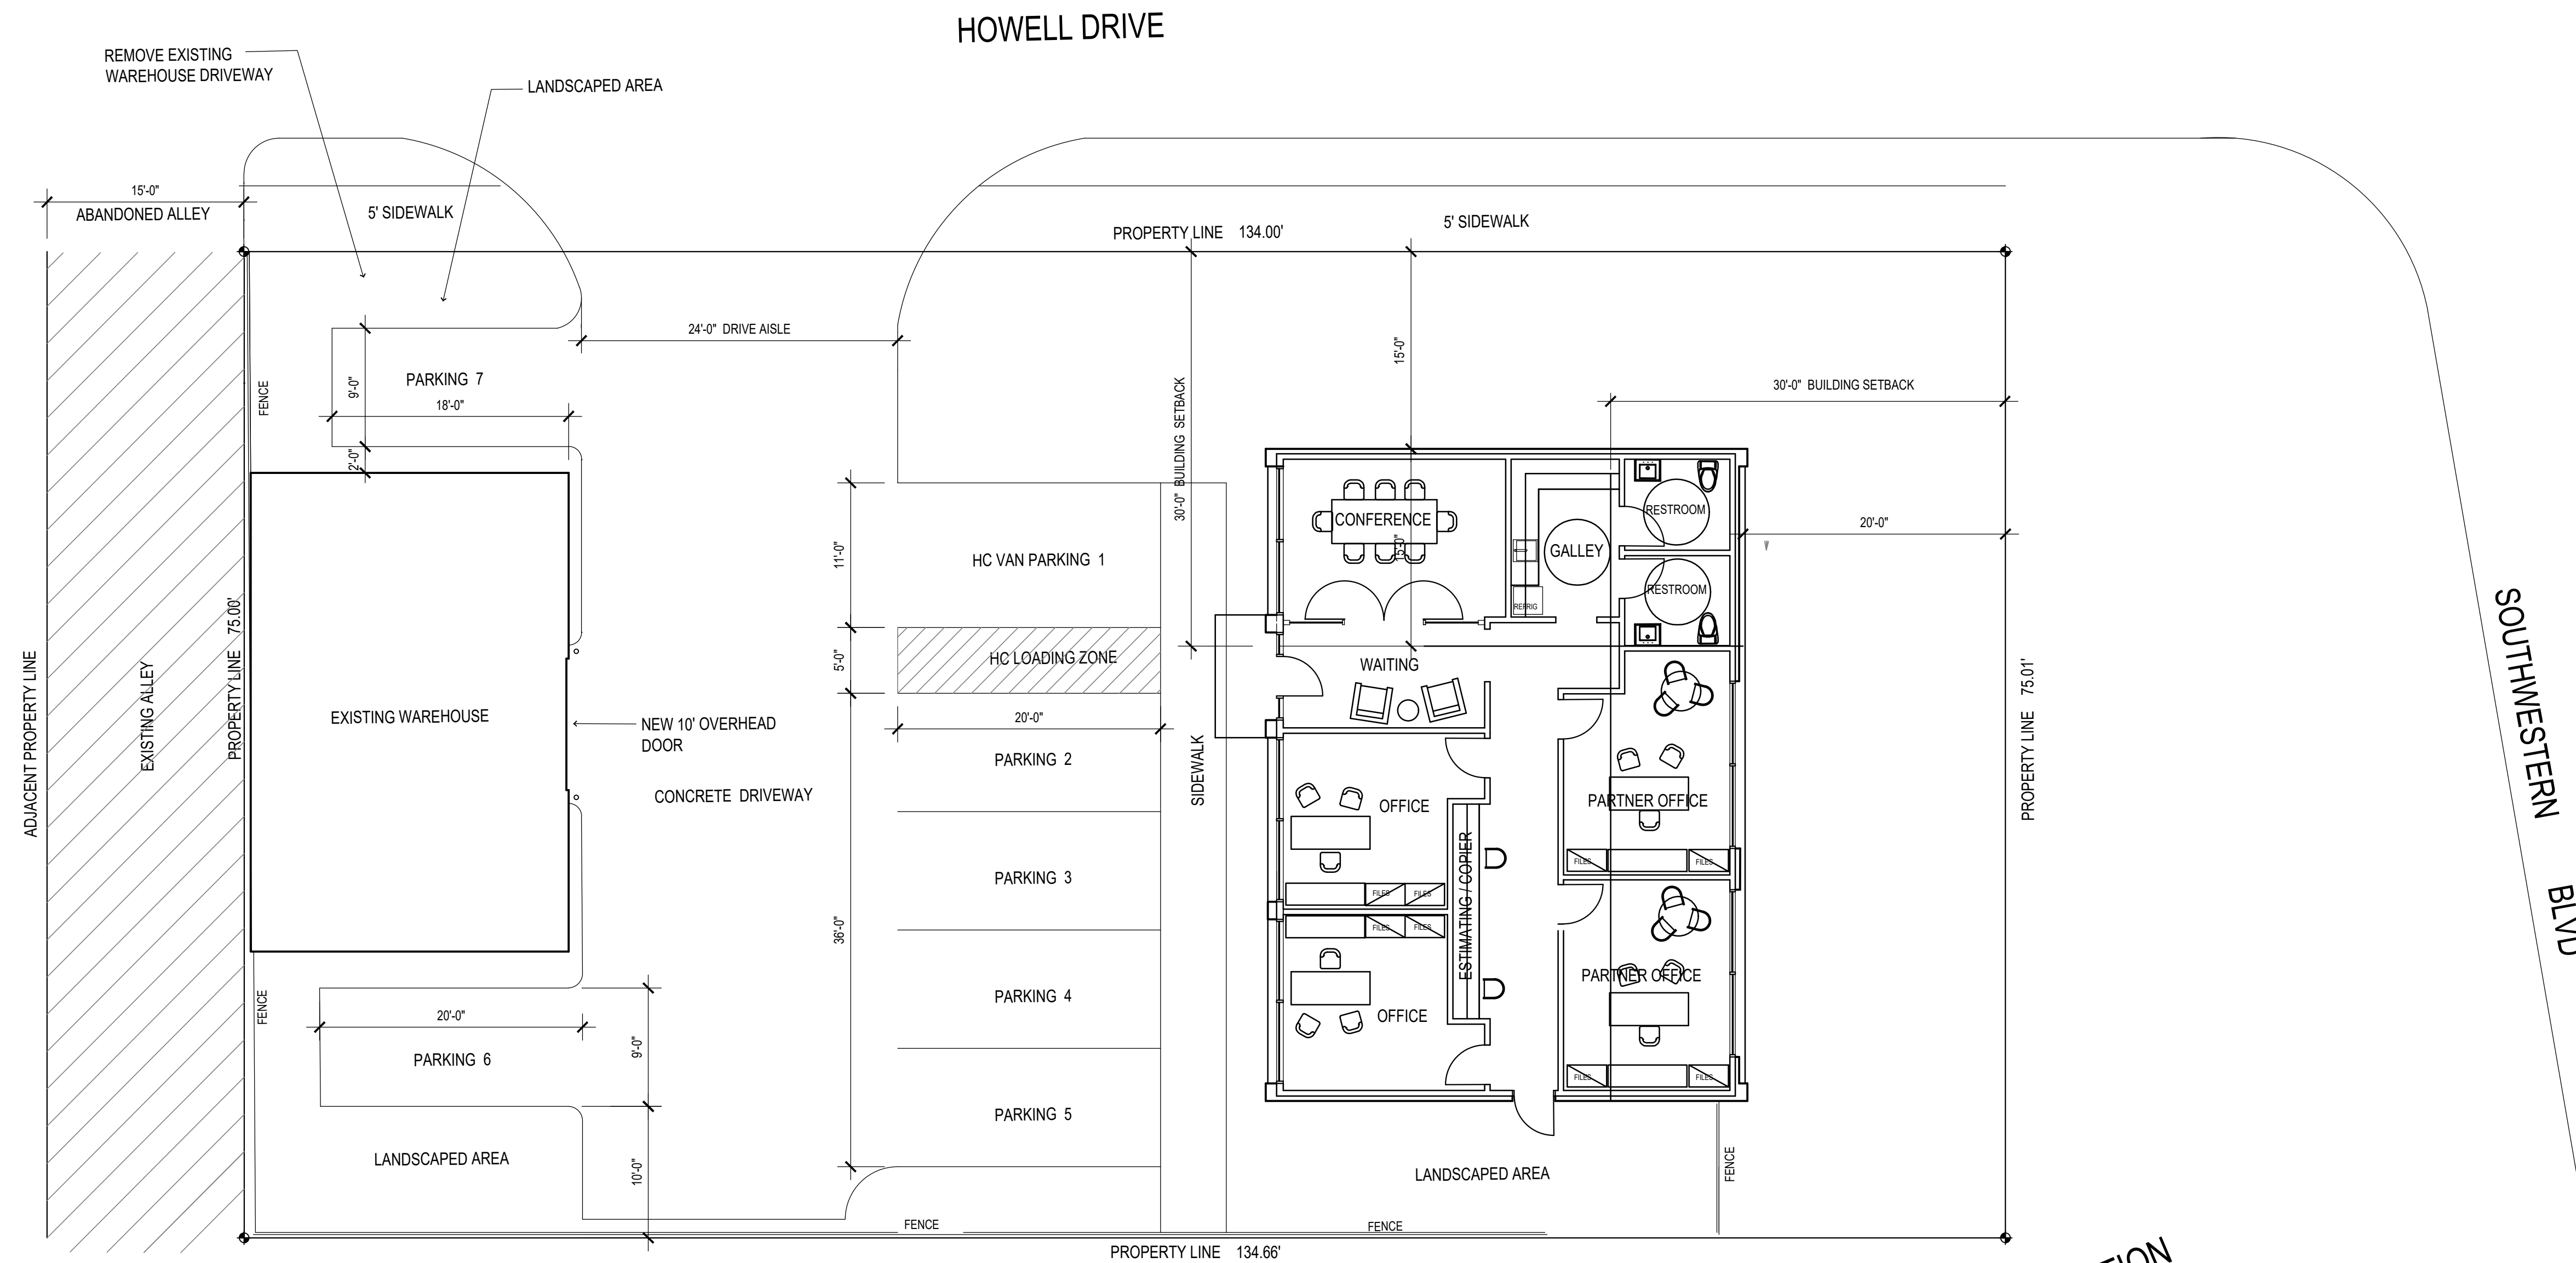 HOWELL DRIVE
REMOVE EXISTING
WAREHOUSE DRIVEWAY
LANDSCAPED AREA
15'-0"
ABANDONED ALLEY
5' SIDEWALK
PROPERTY LINE 134.00'
5' SIDEWALK
24'-0" DRIVE AISLE
15'-0"
FENCE
9'-0"
PARKING 7
18'-0"
2'-0"
30'-0" BUILDING SETBACK
30'-0" BUILDING SETBACK
11'-0"
HC VAN PARKING 1
CONFERENCE
15'-0"
GALLEY
REFRIG
RESTROOM
RESTROOM
20'-0"
5'-0"
HC LOADING ZONE
WAITING
ADJACENT PROPERTY LINE
EXISTING ALLEY
PROPERTY LINE 75.00'
EXISTING WAREHOUSE
NEW 10' OVERHEAD
DOOR
CONCRETE DRIVEWAY
20'-0"
PARKING 2
SIDEWALK
OFFICE
PARTNER OFFICE
PROPERTY LINE 75.01'
SOUTHWESTERN BLVD
PARKING 3
36'-0"
FILES
FILES
FILES
FILES
ESTIMATING / COPIER
FILES
FILES
PARTNER OFFICE
FENCE
20'-0"
PARKING 6
9'-0"
PARKING 4
OFFICE
FILES
FILES
PARKING 5
LANDSCAPED AREA
10'-0"
LANDSCAPED AREA
FENCE
FENCE
FENCE
PROPERTY LINE 134.66'